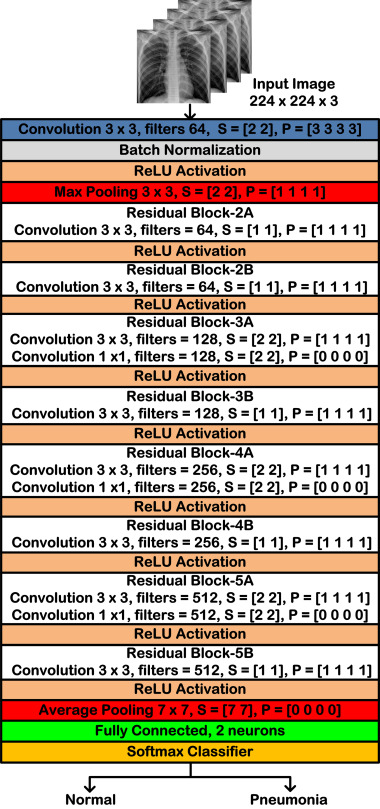 Input Image
224 x 224 x 3
Convolution 3 x 3, filters 64, S = [2 2], P = [3 3 3 3]
Batch Normalization
ReLU Activation
Max Pooling 3 x 3, S = [2 2], P = [1 1 1 1]
Residual Block-2A
Convolution 3 x 3, filters = 64, S = [1 1], P = [1 1 1 1]
ReLU Activation
Residual Block-2B
Convolution 3 x 3, filters = 64, S = [1 1], P = [1 1 1 1]
ReLU Activation
Residual Block-3A
Convolution 3 x 3, filters = 128, S = [2 2], P = [1 1 1 1]
Convolution 1 x1, filters = 128, S = [2 2], P = [0 0 0 0]
ReLU Activation
Residual Block-3B
Convolution 3 x 3, filters = 128, S = [1 1], P = [1 1 1 1]
ReLU Activation
Residual Block-4A
Convolution 3 x 3, filters = 256, S = [2 2], P = [1 1 1 1]
Convolution 1 x1, filters = 256, S = [2 2], P = [0 0 0 0]
ReLU Activation
Residual Block-4B
Convolution 3 x 3, filters = 256, S = [1 1], P = [1 1 1 1]
ReLU Activation
Residual Block-5A
Convolution 3 x 3, filters = 512, S = [2 2], P = [1 1 1 1]
Convolution 1 x1, filters = 512, S = [2 2], P = [0 0 0 0]
ReLU Activation
Residual Block-5B
Convolution 3 x 3, filters = 512, S = [1 1], P = [1 1 1 1]
ReLU Activation
Average Pooling 7 x 7, S = [7 7], P = [0 0 0 0]
Fully Connected, 2 neurons
Softmax Classifier
Normal
Pneumonia